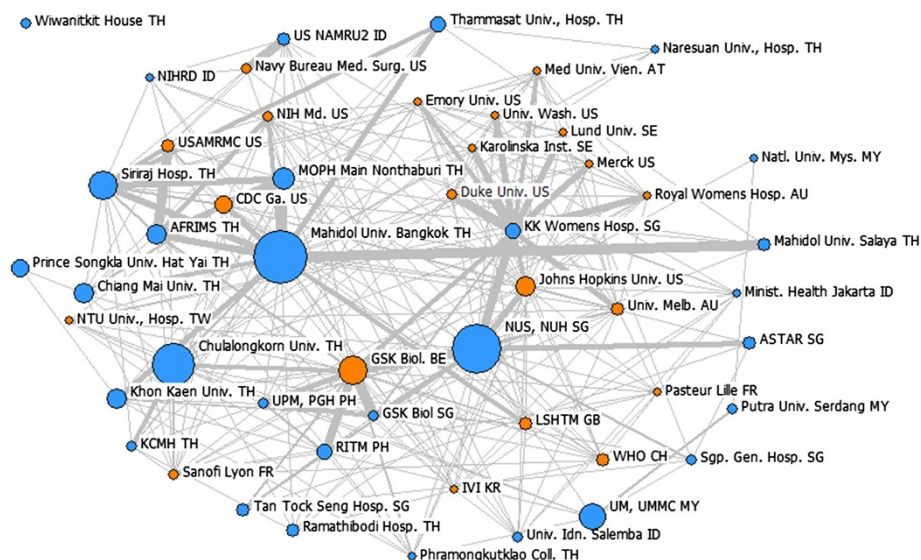 Wiwanitkit House TH
Thammasat Univ., Hosp. TH
US NAMRU2 ID
Naresuan Univ., Hosp. TH
Navy Bureau Med. Surg. US
Med Univ. Vien. AT
NIHRD ID
Emory Univ. US
NIH Md. US
Univ. Wash. US
Lund Univ. SE
USAMRMC US
Karolinska Inst. SE
Merck US
Natl. Univ. Mys. MY
Siriraj Hosp. TH
MOPH Main Nonthaburi TH
Duke Univ. US
Royal Womens Hosp. AU
CDC Ga. US
AFRIMS TH
Mahidol Univ. Bangkok TH
KK Womens Hosp. SG
Mahidol Univ. Salaya TH
Prince Songkla Univ. Hat Yai TH
Chiang Mai Univ. TH
Johns Hopkins Univ. US
Minist. Health Jakarta ID
Univ. Melb. AU
NTU Univ., Hosp. TW
NUS, NUH SG
ASTAR SG
Chulalongkorn Univ. TH
GSK Biol. BE
Khon Kaen Univ. TH
UPM, PGH PH
GSK Biol SG
Pasteur Lille FR
Putra Univ. Serdang MY
LSHTM GB
KCMH TH
RITM PH
WHO CH
Sgp. Gen. Hosp. SG
Sanofi Lyon FR
IVI KR
Tan Tock Seng Hosp. SG
UM, UMMC MY
Ramathibodi Hosp. TH
Univ. Idn. Salemba ID
Phramongkutklao Coll. TH